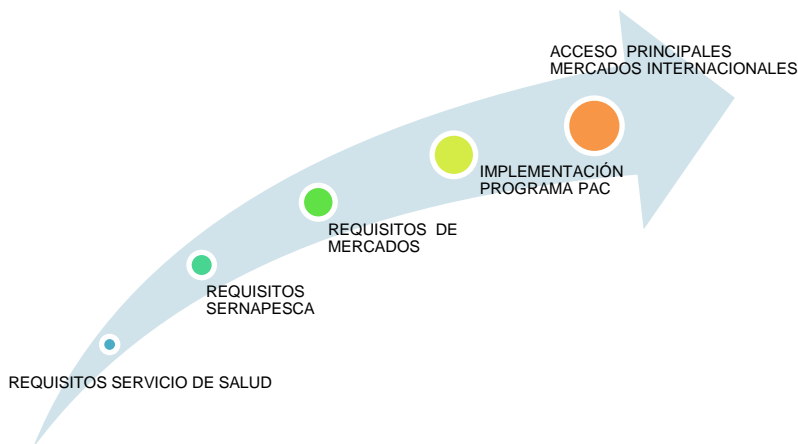 ACCESO PRINCIPALES
MERCADOS INTERNACIONALES
IMPLEMENTACIÓN
PROGRAMA PAC
REQUISITOS DE
MERCADOS
REQUISITOS
SERNAPESCA
REQUISITOS SERVICIO DE SALUD